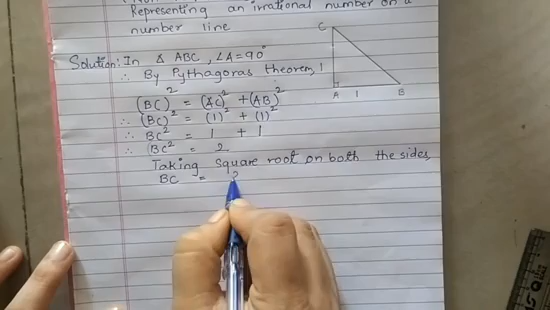 Representing an irrational number on a
number line
Solution: In Δ ABC, ∠A = 90°
∴ By Pythagoras theorem,
(BC)² = (AC)² + (AB)²
∴ (BC)² = (1)² + (1)²
∴ BC² = 1 + 1
∴ BC² = 2
Taking square root on both the sides,
BC = 2
C
1
A 1 B